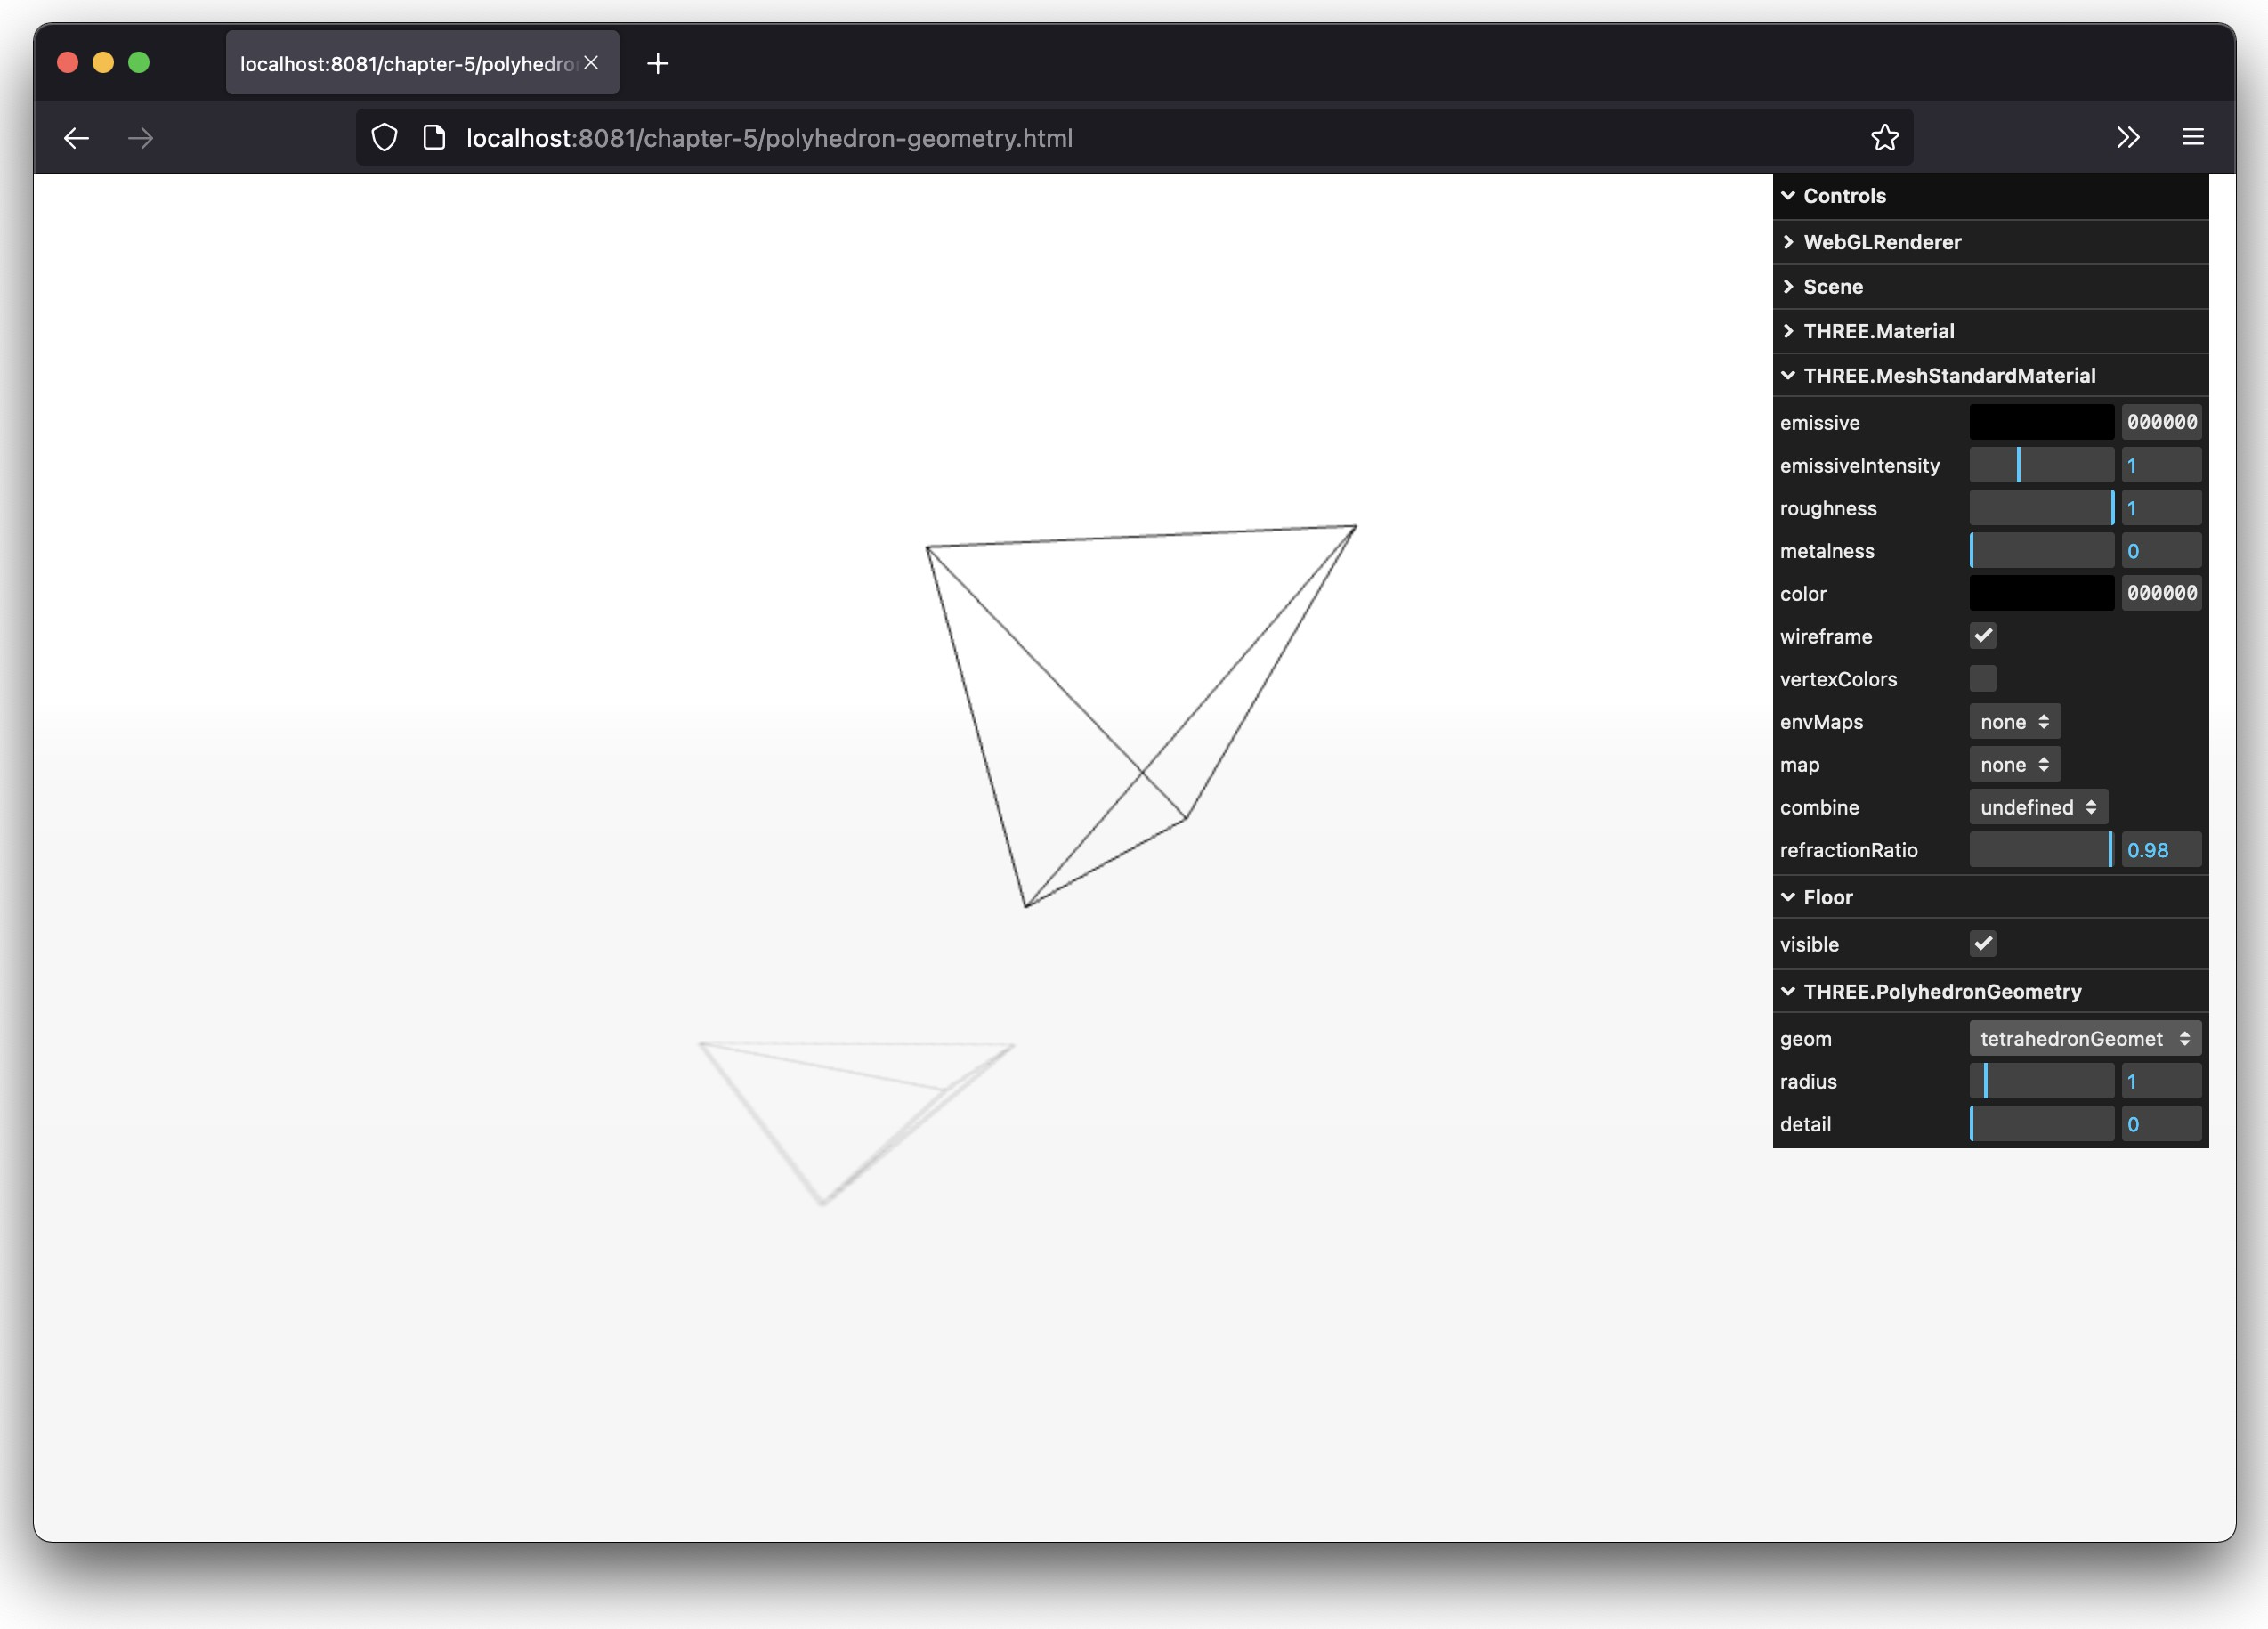 localhost:8081/chapter-5/polyhedro
localhost:8081/chapter-5/polyhedron-geometry.html
Controls
WebGLRenderer
Scene
THREE.Material
THREE.MeshStandardMaterial
emissive 000000
emissiveIntensity 1
roughness 1
metalness 0
color 000000
wireframe
vertexColors
envMaps none
map none
combine undefined
refractionRatio 0.98
Floor
visible
THREE.PolyhedronGeometry
geom tetrahedronGeomet
radius 1
detail 0